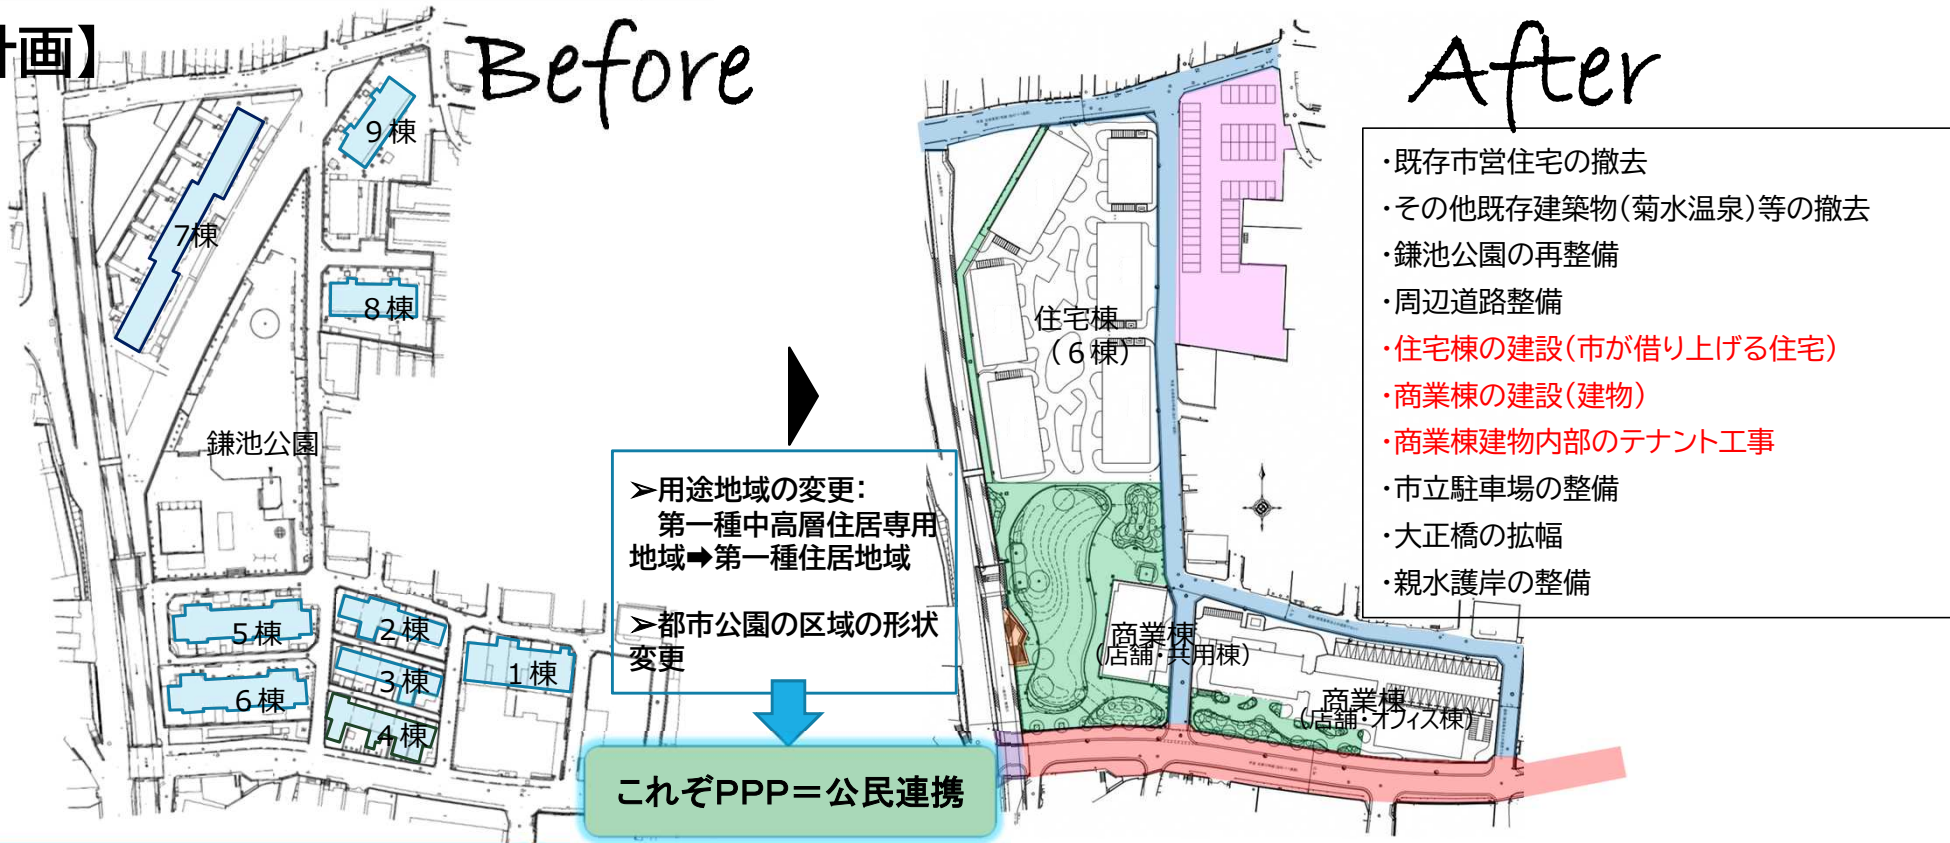 計画】
Before
9棟
7棟
8棟
鎌池公園
5棟
2棟
1棟
3棟
6棟
4棟
➢用途地域の変更：
第一種中高層住居専用
地域➡第一種住居地域
➢都市公園の区域の形状
変更
これぞPPP＝公民連携
After
住宅棟
（６棟）
商業棟
（店舗・共用棟）
商業棟
（店舗・オフィス棟）
・既存市営住宅の撤去
・その他既存建築物（菊水温泉）等の撤去
・鎌池公園の再整備
・周辺道路整備
・住宅棟の建設（市が借り上げる住宅）
・商業棟の建設（建物）
・商業棟建物内部のテナント工事
・市立駐車場の整備
・大正橋の拡幅
・親水護岸の整備